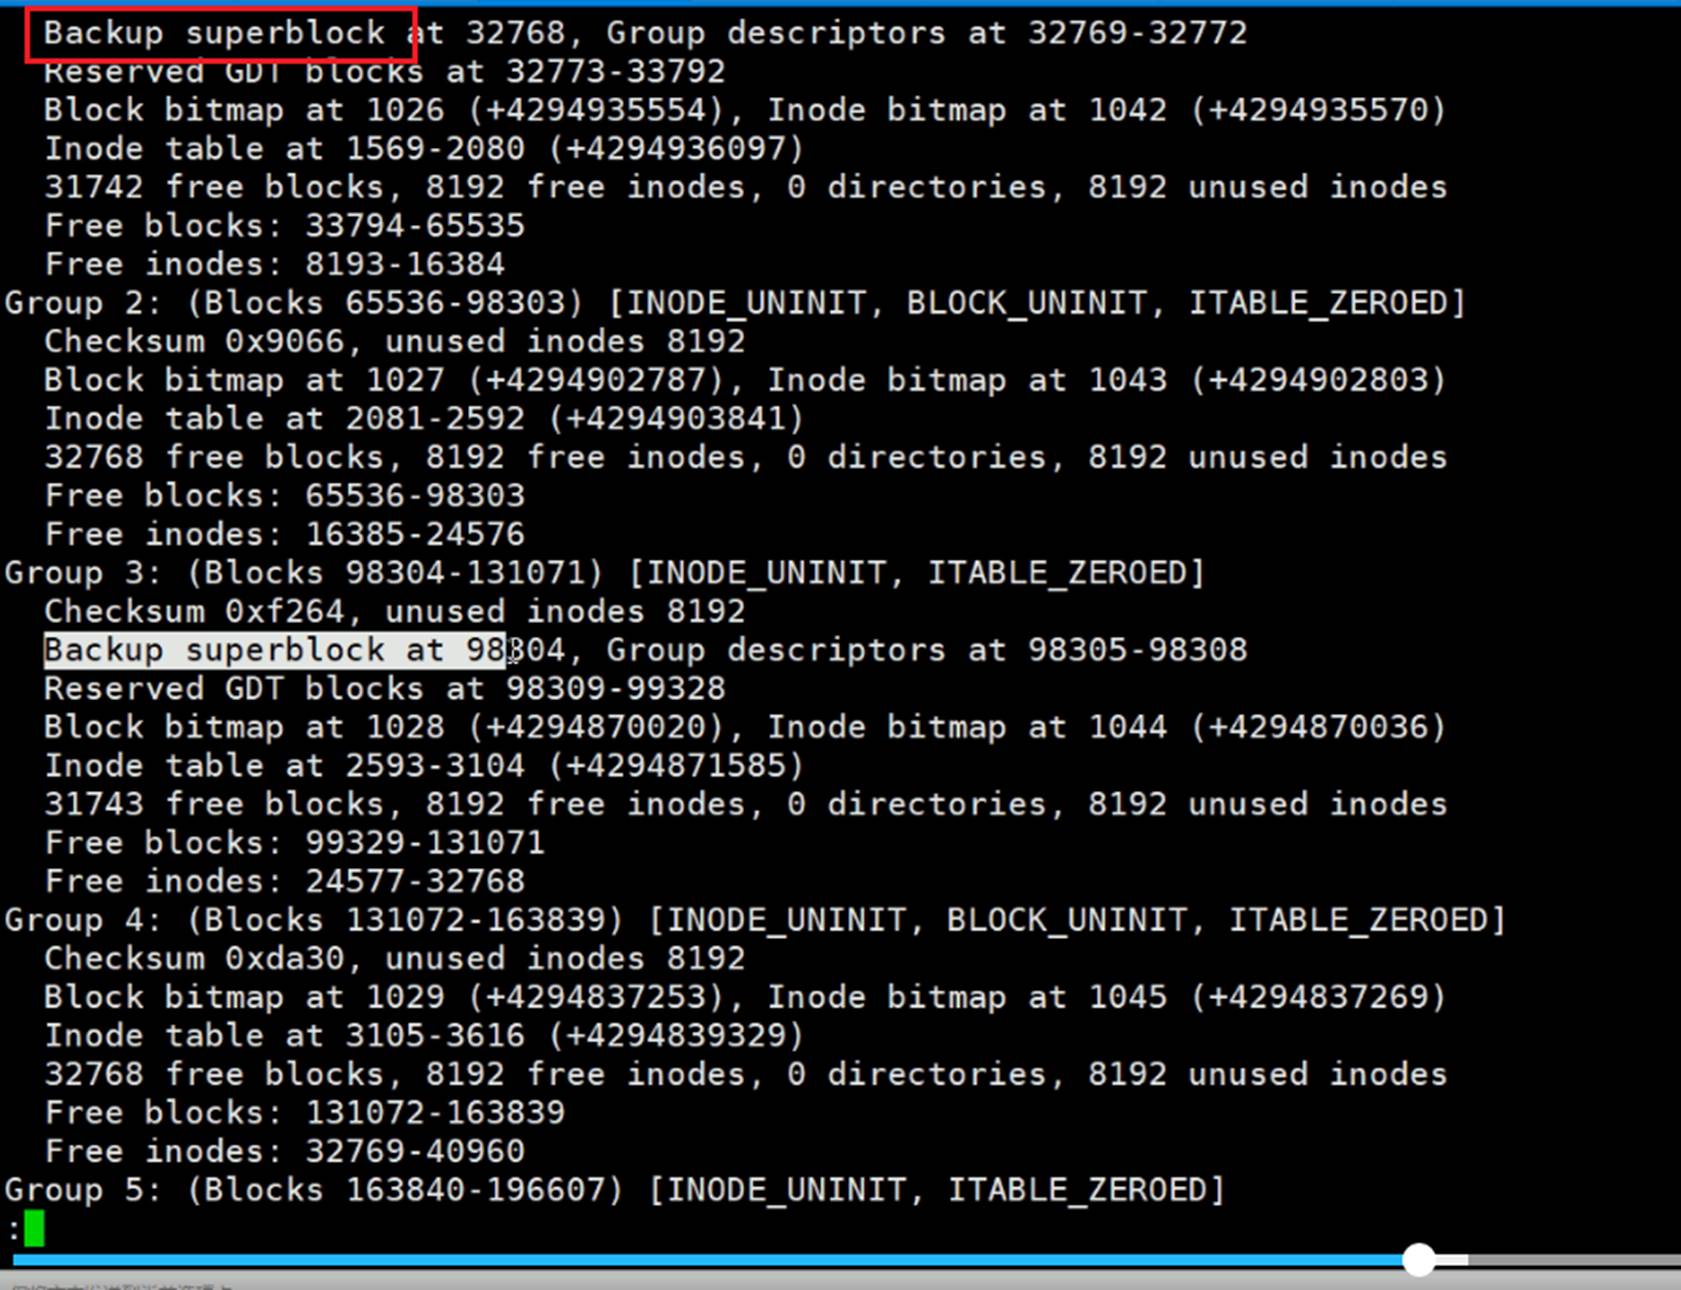 Backup superblock at 32768, Group descriptors at 32769-32772
Reserved GDT blocks at 32773-33792
Block bitmap at 1026 (+4294935554), Inode bitmap at 1042 (+4294935570)
Inode table at 1569-2080 (+4294936097)
31742 free blocks, 8192 free inodes, 0 directories, 8192 unused inodes
Free blocks: 33794-65535
Free inodes: 8193-16384
Group 2: (Blocks 65536-98303) [INODE_UNINIT, BLOCK_UNINIT, ITABLE_ZEROED]
Checksum 0x9066, unused inodes 8192
Block bitmap at 1027 (+4294902787), Inode bitmap at 1043 (+4294902803)
Inode table at 2081-2592 (+4294903841)
32768 free blocks, 8192 free inodes, 0 directories, 8192 unused inodes
Free blocks: 65536-98303
Free inodes: 16385-24576
Group 3: (Blocks 98304-131071) [INODE_UNINIT, ITABLE_ZEROED]
Checksum 0xf264, unused inodes 8192
Backup superblock at 98304, Group descriptors at 98305-98308
Reserved GDT blocks at 98309-99328
Block bitmap at 1028 (+4294870020), Inode bitmap at 1044 (+4294870036)
Inode table at 2593-3104 (+4294871585)
31743 free blocks, 8192 free inodes, 0 directories, 8192 unused inodes
Free blocks: 99329-131071
Free inodes: 24577-32768
Group 4: (Blocks 131072-163839) [INODE_UNINIT, BLOCK_UNINIT, ITABLE_ZEROED]
Checksum 0xda30, unused inodes 8192
Block bitmap at 1029 (+4294837253), Inode bitmap at 1045 (+4294837269)
Inode table at 3105-3616 (+4294839329)
32768 free blocks, 8192 free inodes, 0 directories, 8192 unused inodes
Free blocks: 131072-163839
Free inodes: 32769-40960
Group 5: (Blocks 163840-196607) [INODE_UNINIT, ITABLE_ZEROED]
: